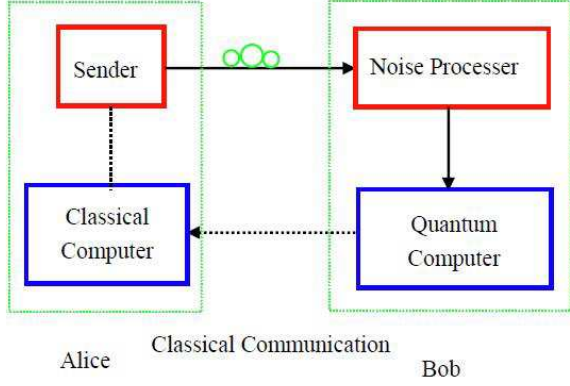 Sender
Noise Processer
Classical
Computer
Quantum
Computer
Classical Communication
Alice
Bob